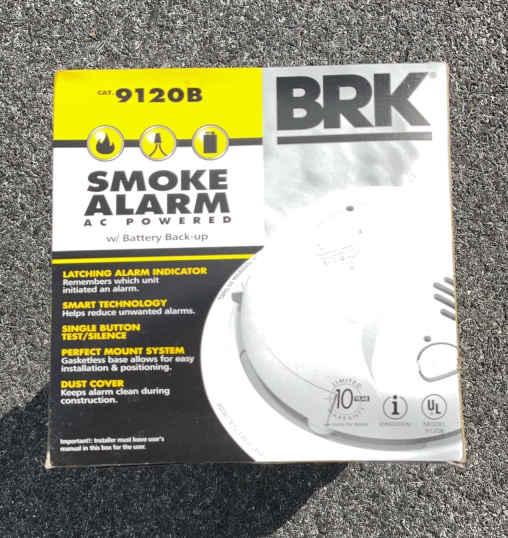 CAT. 9120B
BRK®
SMOKE
ALARM
AC POWERED
w/ Battery Back-up
LATCHING ALARM INDICATOR
Remembers which unit
initiated an alarm.
SMART TECHNOLOGY
Helps reduce unwanted alarms.
SINGLE BUTTON
TEST/SILENCE
PERFECT MOUNT SYSTEM
Gasketless base allows for easy
installation & positioning.
DUST COVER
Keeps alarm clean during
construction.
Important!: Installer must leave user's
manual in this box for the user.
LIMITED
10 YEAR
WARRANTY
i
IONIZATION
UL
MODEL
9120B